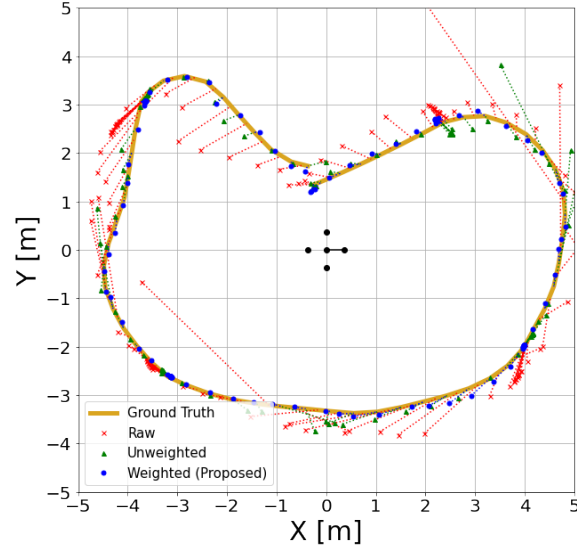 5
4
3
2
1
0
−1
−2
−3
−4
−5
Y [m]
Ground Truth
Raw
Unweighted
Weighted (Proposed)
−5 −4 −3 −2 −1 0 1 2 3 4 5
X [m]